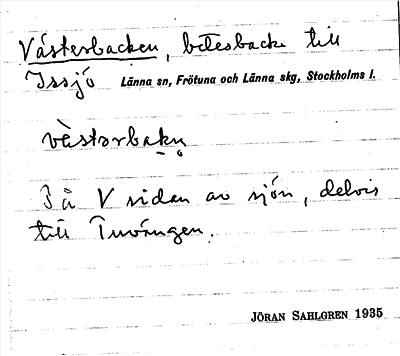 Västerbacken, betesbacke till
Issjö Länna sn, Frötuna och Länna skg, Stockholms l.
västərbakn̥
På V sidan av sjön, delvis
till Tuvängen.
JÖRAN SAHLGREN 1935